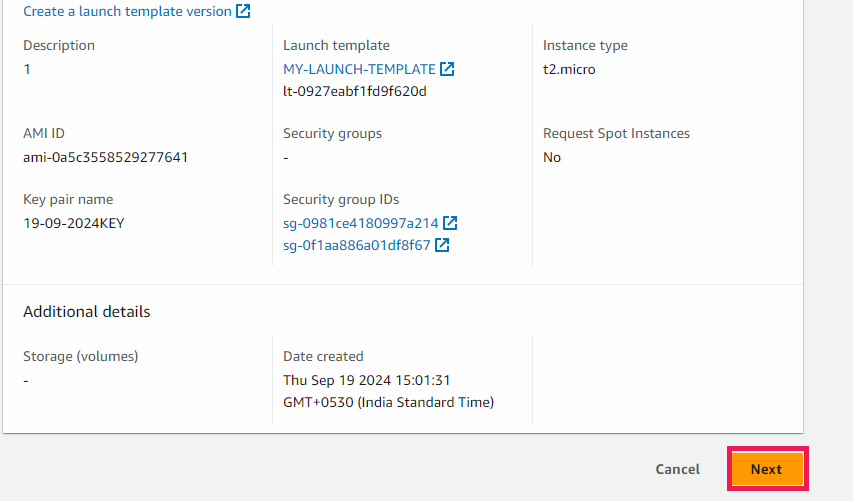 Create a launch template version
Description
1
Launch template
MY-LAUNCH-TEMPLATE
lt-0927eabf1fd9f620d
Instance type
t2.micro
AMI ID
ami-0a5c3558529277641
Security groups
-
Request Spot Instances
No
Key pair name
19-09-2024KEY
Security group IDs
sg-0981ce4180997a214
sg-0f1aa886a01df8f67
Additional details
Storage (volumes)
-
Date created
Thu Sep 19 2024 15:01:31
GMT+0530 (India Standard Time)
Cancel
Next